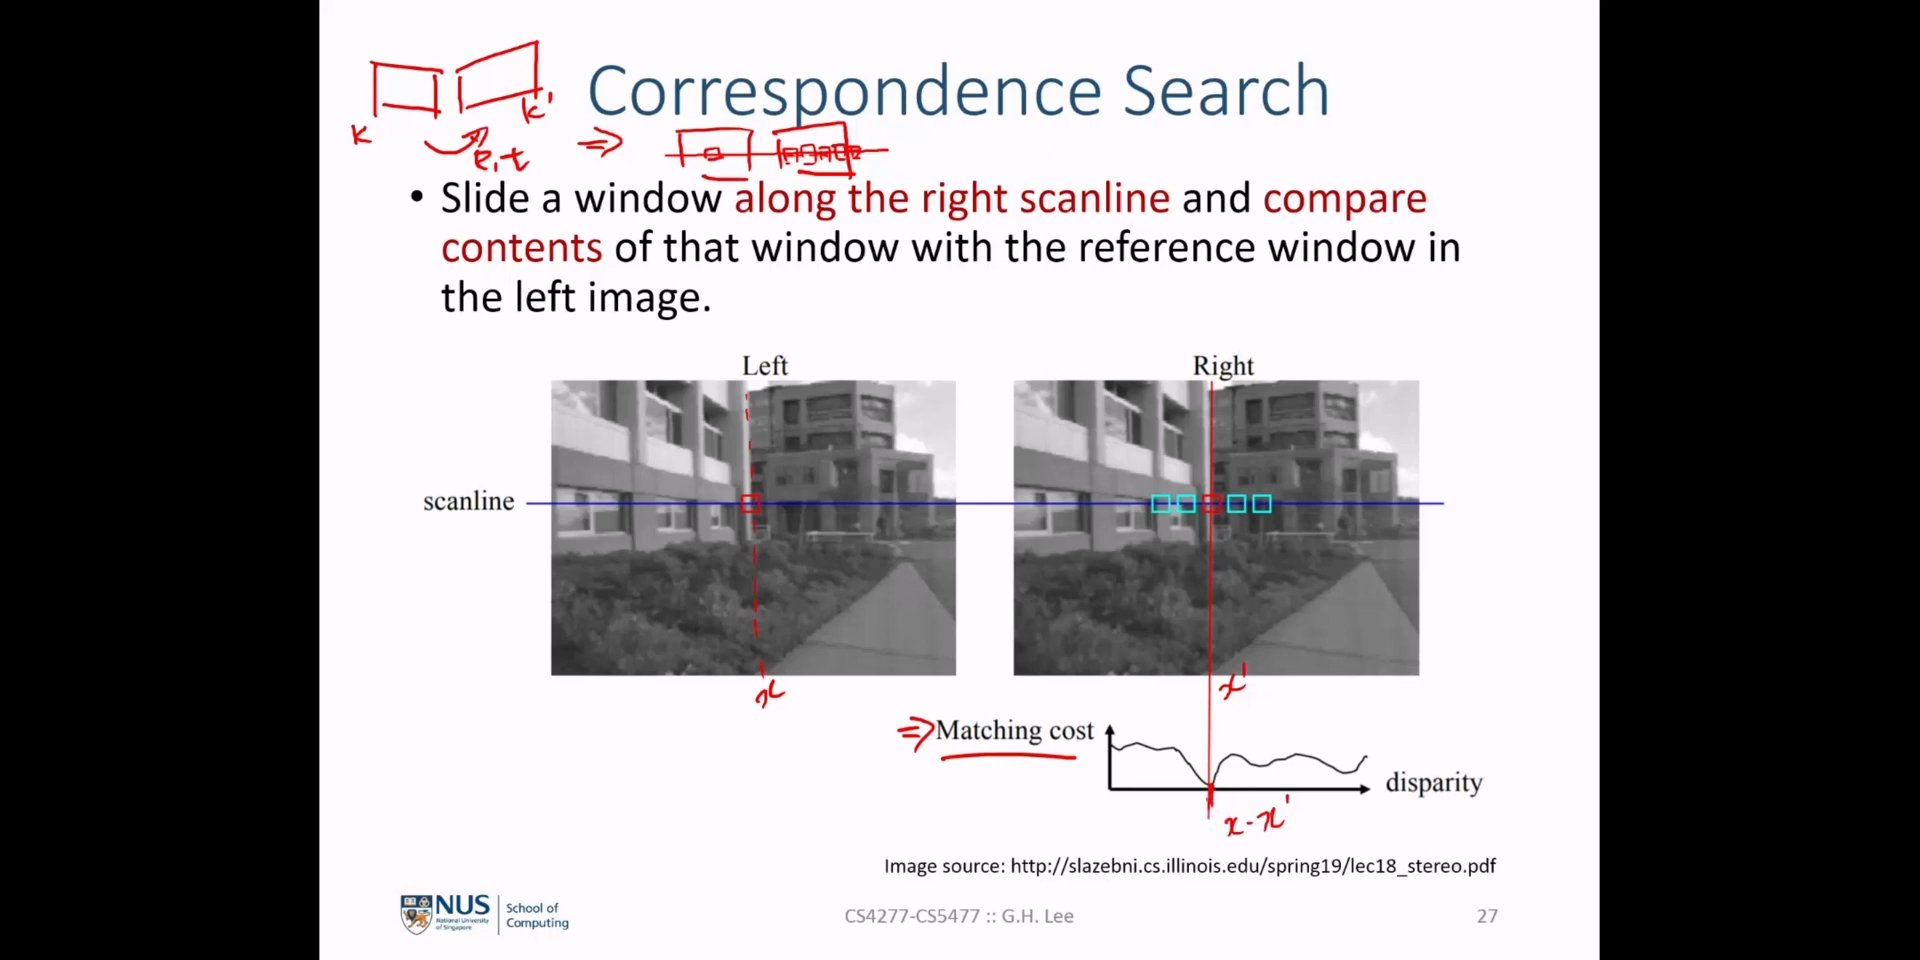 Correspondence Search
K
K'
R, t ⇒
• Slide a window along the right scanline and compare
contents of that window with the reference window in
the left image.
Left
Right
scanline
x
x'
⇒ Matching cost
disparity
x - x'
Image source: http://slazebni.cs.illinois.edu/spring19/lec18_stereo.pdf
NUS
National University
of Singapore
School of
Computing
CS4277-CS5477 :: G.H. Lee
27